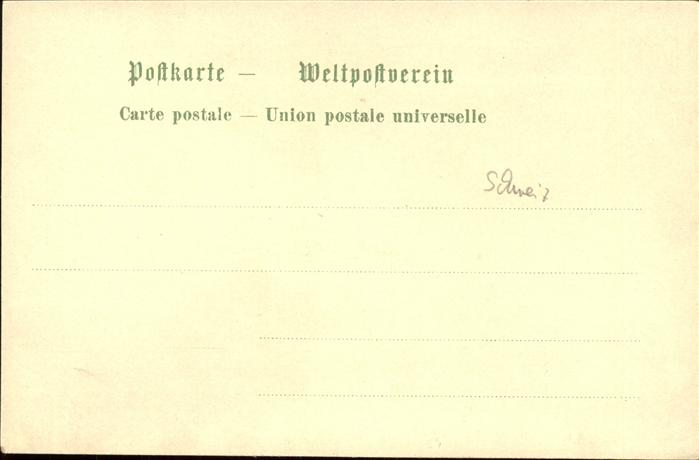 Postkarte — Weltpostverein
Carte postale — Union postale universelle
Schweiz